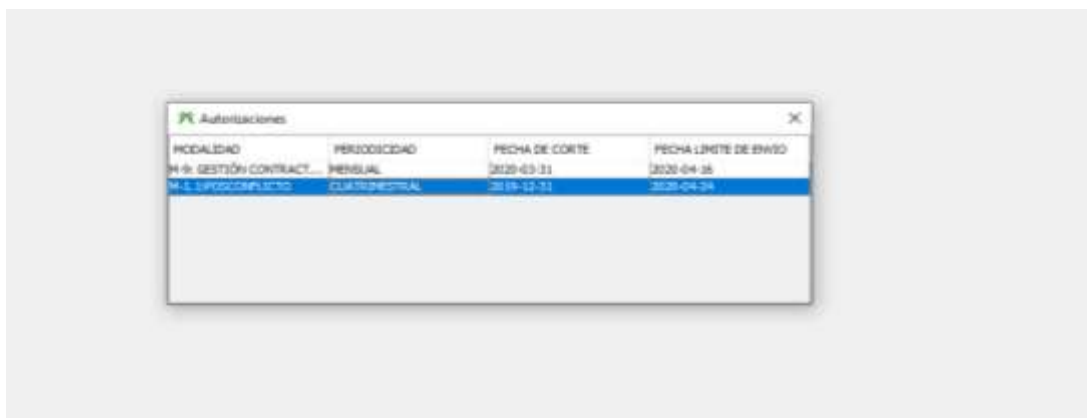 Autorizaciones
MODALIDAD PERIODICIDAD FECHA DE CORTE FECHA LIMITE DE ENVIO
M-9: GESTIÓN CONTRACT... MENSUAL 2020-03-31 2020-04-16
POSCONFLICTO CUATRIMESTRAL 2019-12-31 2020-04-24